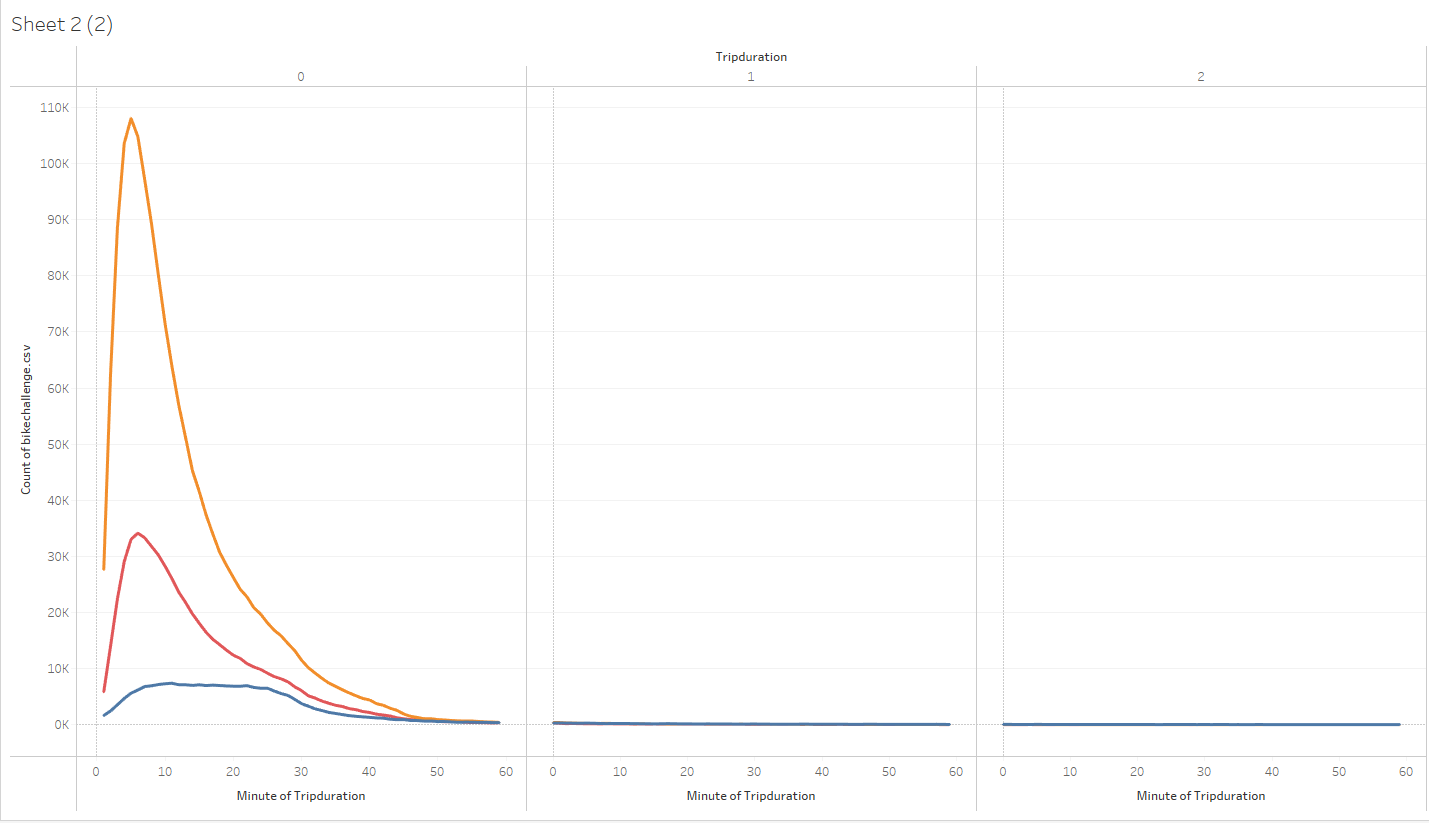 Sheet 2 (2)
Tripduration
0 1 2
110K
100K
90K
80K
70K
60K
50K
40K
30K
20K
10K
0K
Count of bikechallenge.csv
0 10 20 30 40 50 60 0 10 20 30 40 50 60 0 10 20 30 40 50 60
Minute of Tripduration Minute of Tripduration Minute of Tripduration